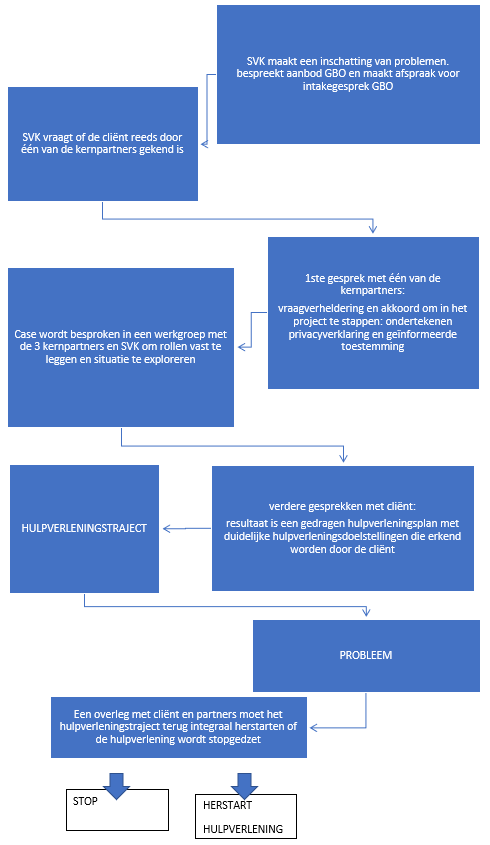 SVK maakt een inschatting van problemen.
bespreekt aanbod GBO en maakt afspraak voor
intakegesprek GBO
SVK vraagt of de cliënt reeds door
één van de kernpartners gekend is
1ste gesprek met één van de
kernpartners:
vraagverheldering en akkoord om in het
project te stappen: ondertekenen
privacyverklaring en geïnformeerde
toestemming
Case wordt besproken in een werkgroep met
de 3 kernpartners en SVK om rollen vast te
leggen en situatie te exploreren
verdere gesprekken met cliënt:
resultaat is een gedragen hulpverleningsplan met
duidelijke hulpverleningsdoelstellingen die erkend
worden door de cliënt
HULPVERLENINGSTRAJECT
PROBLEEM
Een overleg met cliënt en partners moet het
hulpverleningstraject terug integraal herstarten of
de hulpverlening wordt stopgedzet
STOP
HERSTART
HULPVERLENING